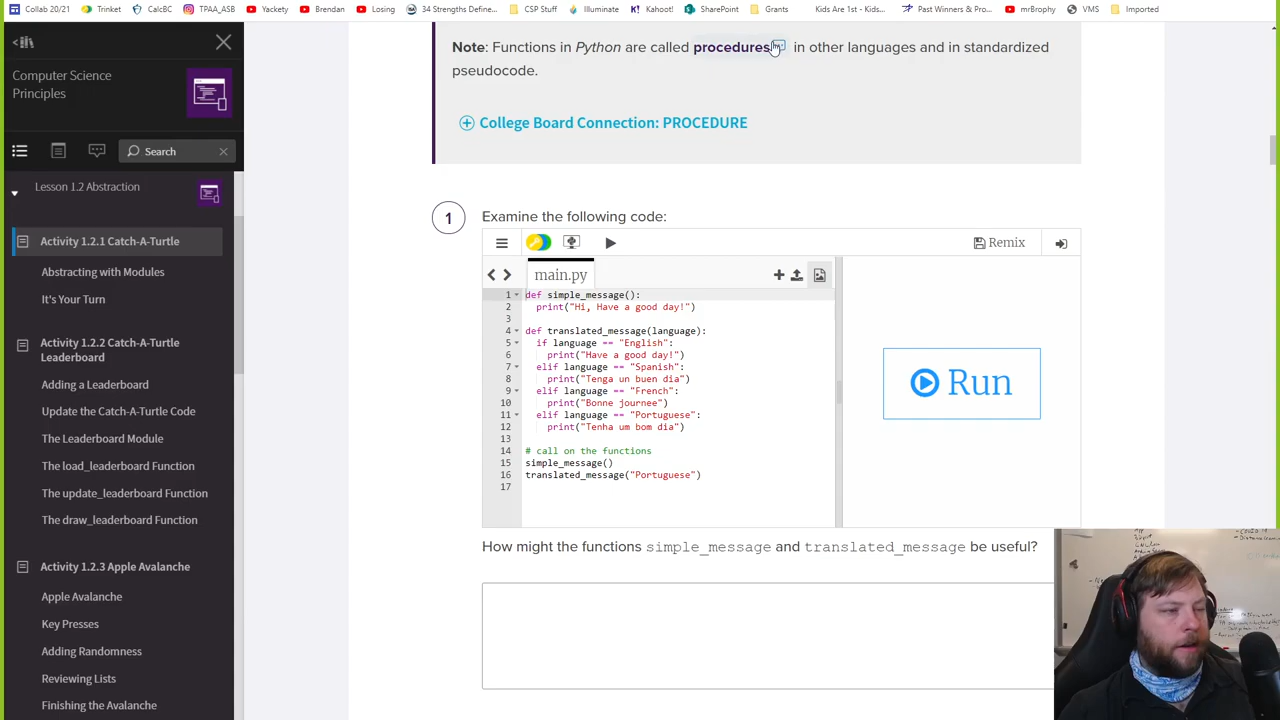 Collab 20/21 Trinket CalcBC TPAA_ASB Yackety Brendan Losing 34 Strengths Define... CSP Stuff Illuminate Kahoot! SharePoint Grants Kids Are 1st - Kids... Past Winners & Pro... mrBrophy VMS Imported
Computer Science
Principles
Search
Lesson 1.2 Abstraction
Activity 1.2.1 Catch-A-Turtle
Abstracting with Modules
It's Your Turn
Activity 1.2.2 Catch-A-Turtle
Leaderboard
Adding a Leaderboard
Update the Catch-A-Turtle Code
The Leaderboard Module
The load_leaderboard Function
The update_leaderboard Function
The draw_leaderboard Function
Activity 1.2.3 Apple Avalanche
Apple Avalanche
Key Presses
Adding Randomness
Reviewing Lists
Finishing the Avalanche
Note: Functions in Python are called procedures in other languages and in standardized
pseudocode.
College Board Connection: PROCEDURE
1 Examine the following code:
Remix
main.py
1 def simple_message():
2 print("Hi, Have a good day!")
3
4 def translated_message(language):
5 if language == "English":
6 print("Have a good day!")
7 elif language == "Spanish":
8 print("Tenga un buen dia")
9 elif language == "French":
10 print("Bonne journee")
11 elif language == "Portuguese":
12 print("Tenha um bom dia")
13
14 # call on the functions
15 simple_message()
16 translated_message("Portuguese")
17
Run
How might the functions simple_message and translated_message be useful?